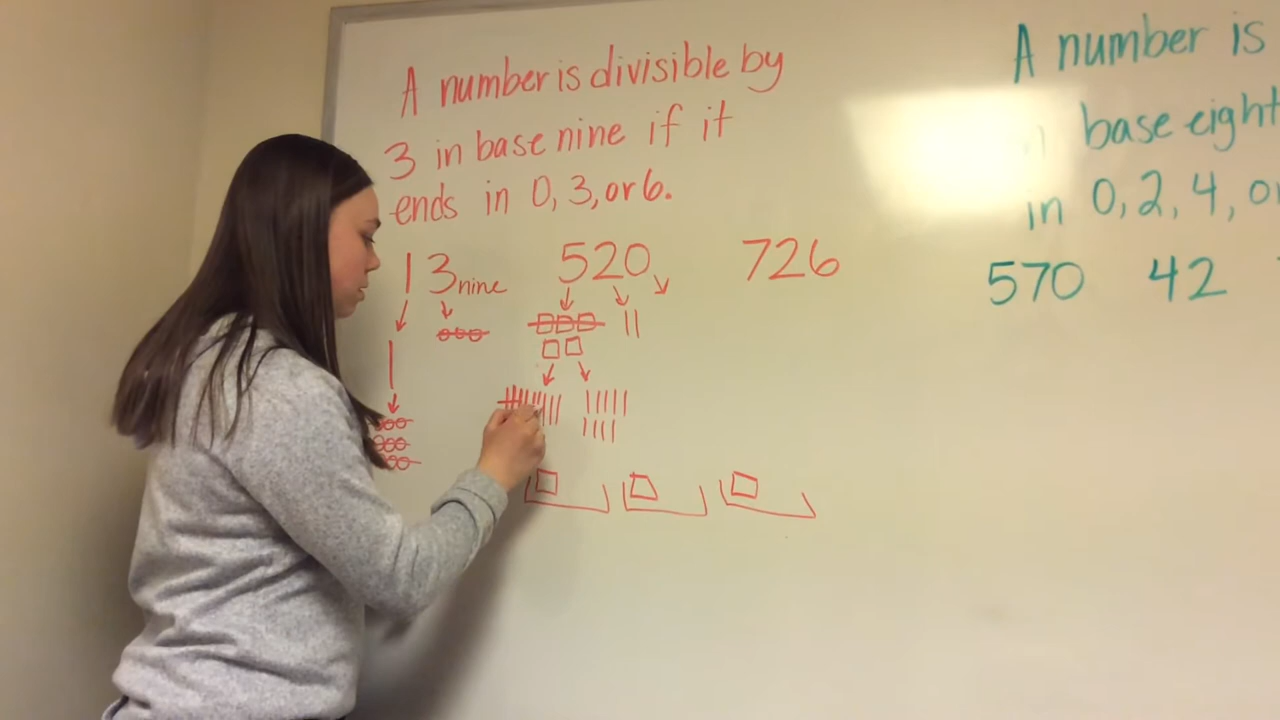 A number is divisible by
3 in base nine if it
ends in 0, 3, or 6.
13nine 520 726
A number is
base eight
in 0, 2, 4, or
570 42